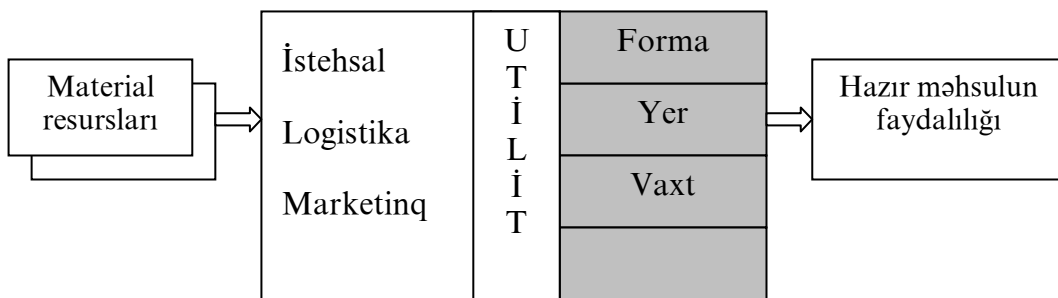 Material
resursları
İstehsal
Logistika
Marketinq
U
T
İ
L
İ
T
Forma
Yer
Vaxt
Hazır məhsulun
faydalılığı